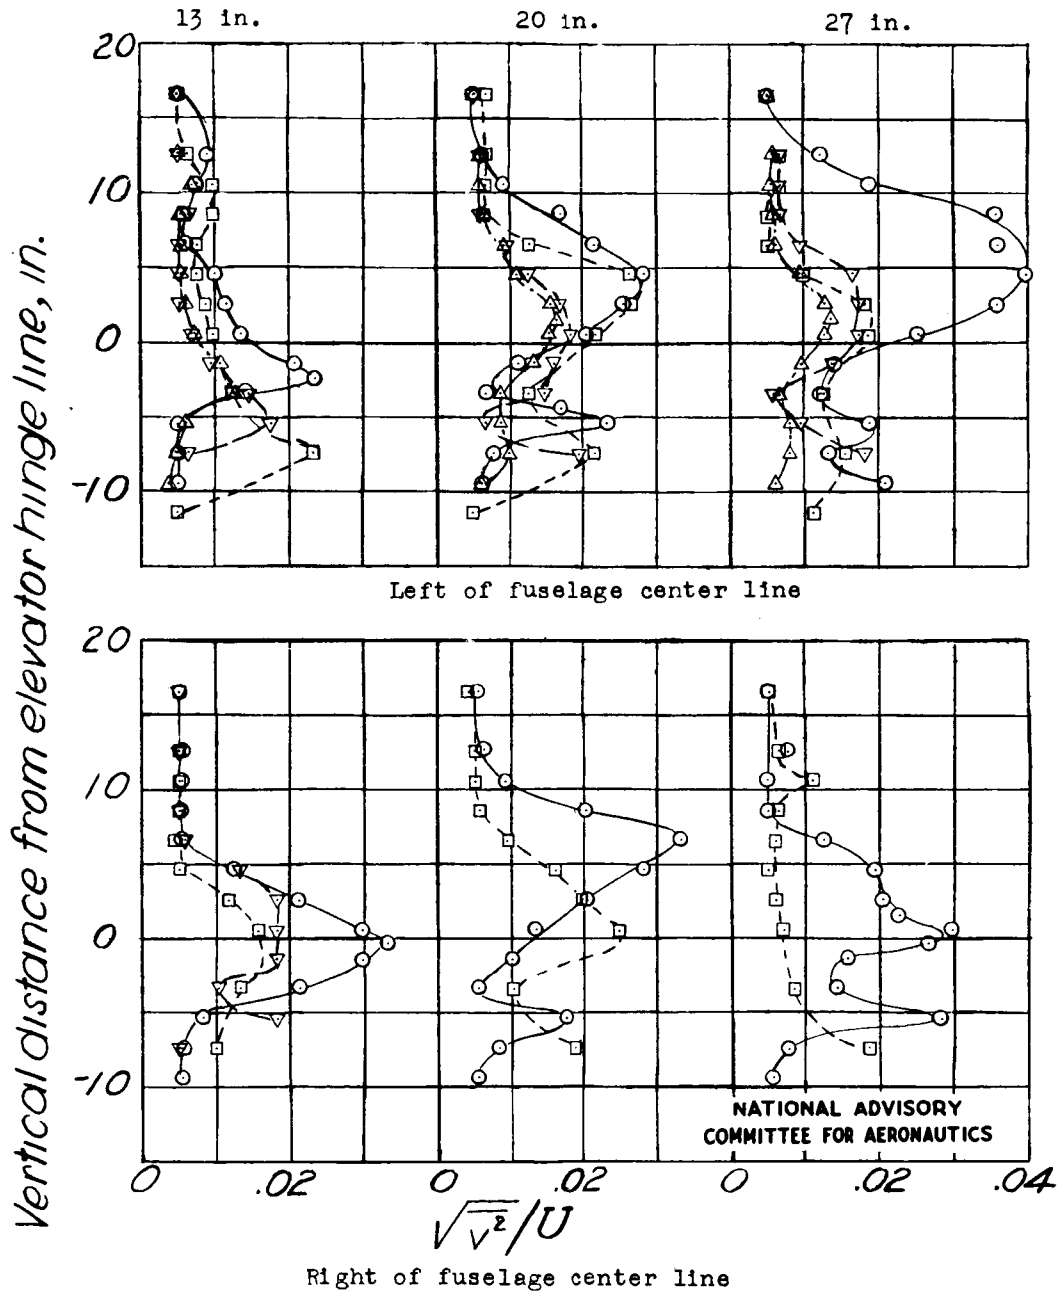 13 in. 20 in. 27 in.
20
10
0
-10
Left of fuselage center line
Vertical distance from elevator hinge line, in.
20
10
0
-10
NATIONAL ADVISORY
COMMITTEE FOR AERONAUTICS
0 .02 0 .02 0 .02 .04
√v²/U
Right of fuselage center line